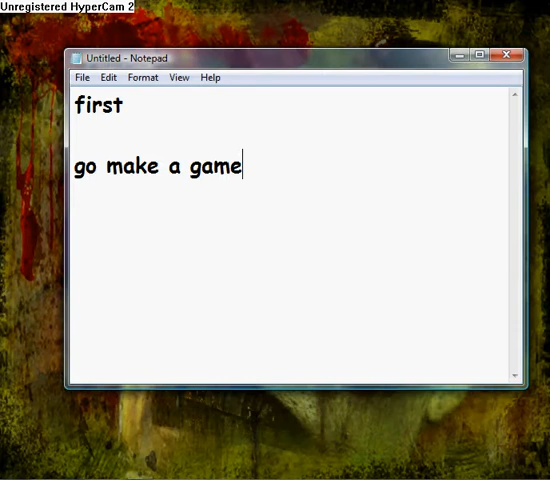 Unregistered HyperCam 2
Untitled - Notepad
File Edit Format View Help
first
go make a game